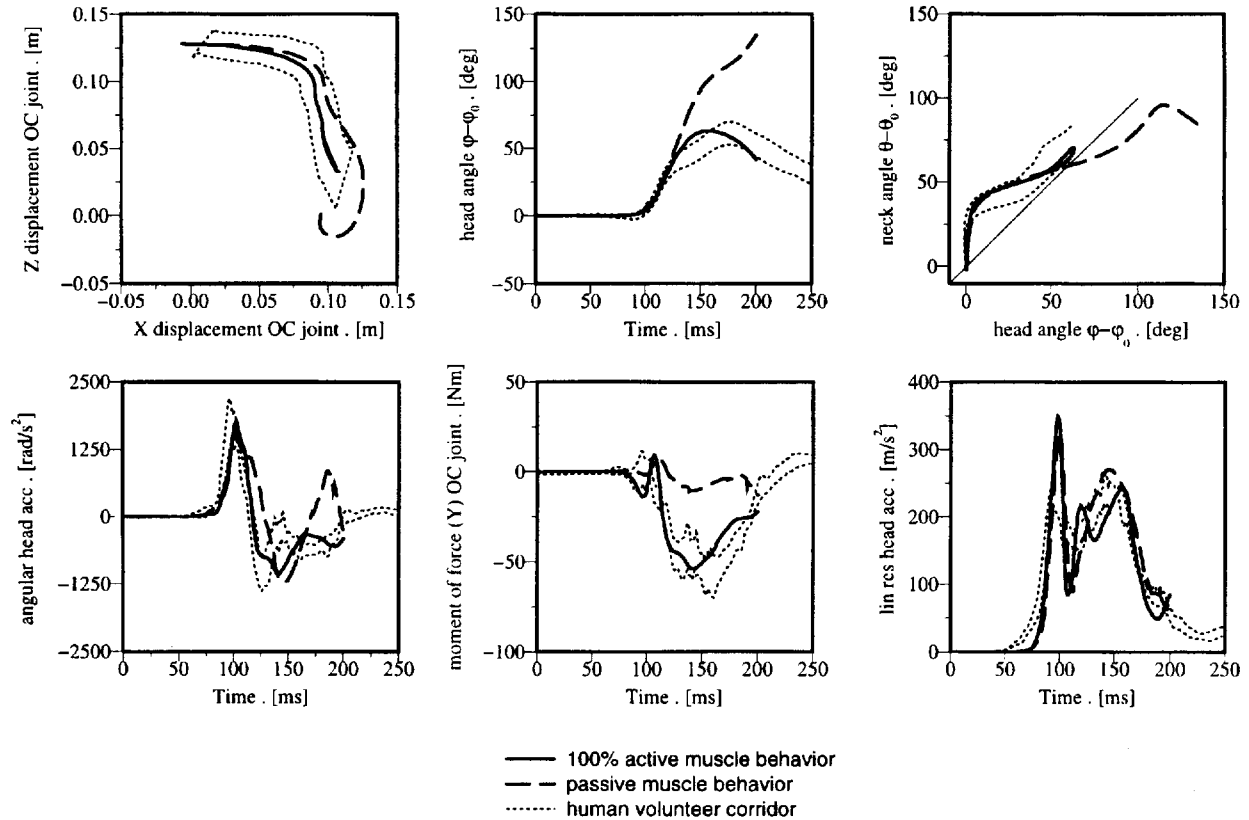 0.15
0.10
0.05
0.00
−0.05
−0.05 0.00 0.05 0.10 0.15
Z displacement OC joint . [m]
X displacement OC joint . [m]
150
100
50
0
−50
0 50 100 150 200 250
head angle φ−φ₀ . [deg]
Time . [ms]
150
100
50
0
0 50 100 150
neck angle θ−θ₀ . [deg]
head angle φ−φ₀ . [deg]
2500
1250
0
−1250
−2500
0 50 100 150 200 250
angular head acc . [rad/s²]
Time . [ms]
50
0
−50
−100
0 50 100 150 200 250
moment of force (Y) OC joint . [Nm]
Time . [ms]
400
300
200
100
0
0 50 100 150 200 250
lin res head acc . [m/s²]
Time . [ms]
100% active muscle behavior
passive muscle behavior
human volunteer corridor